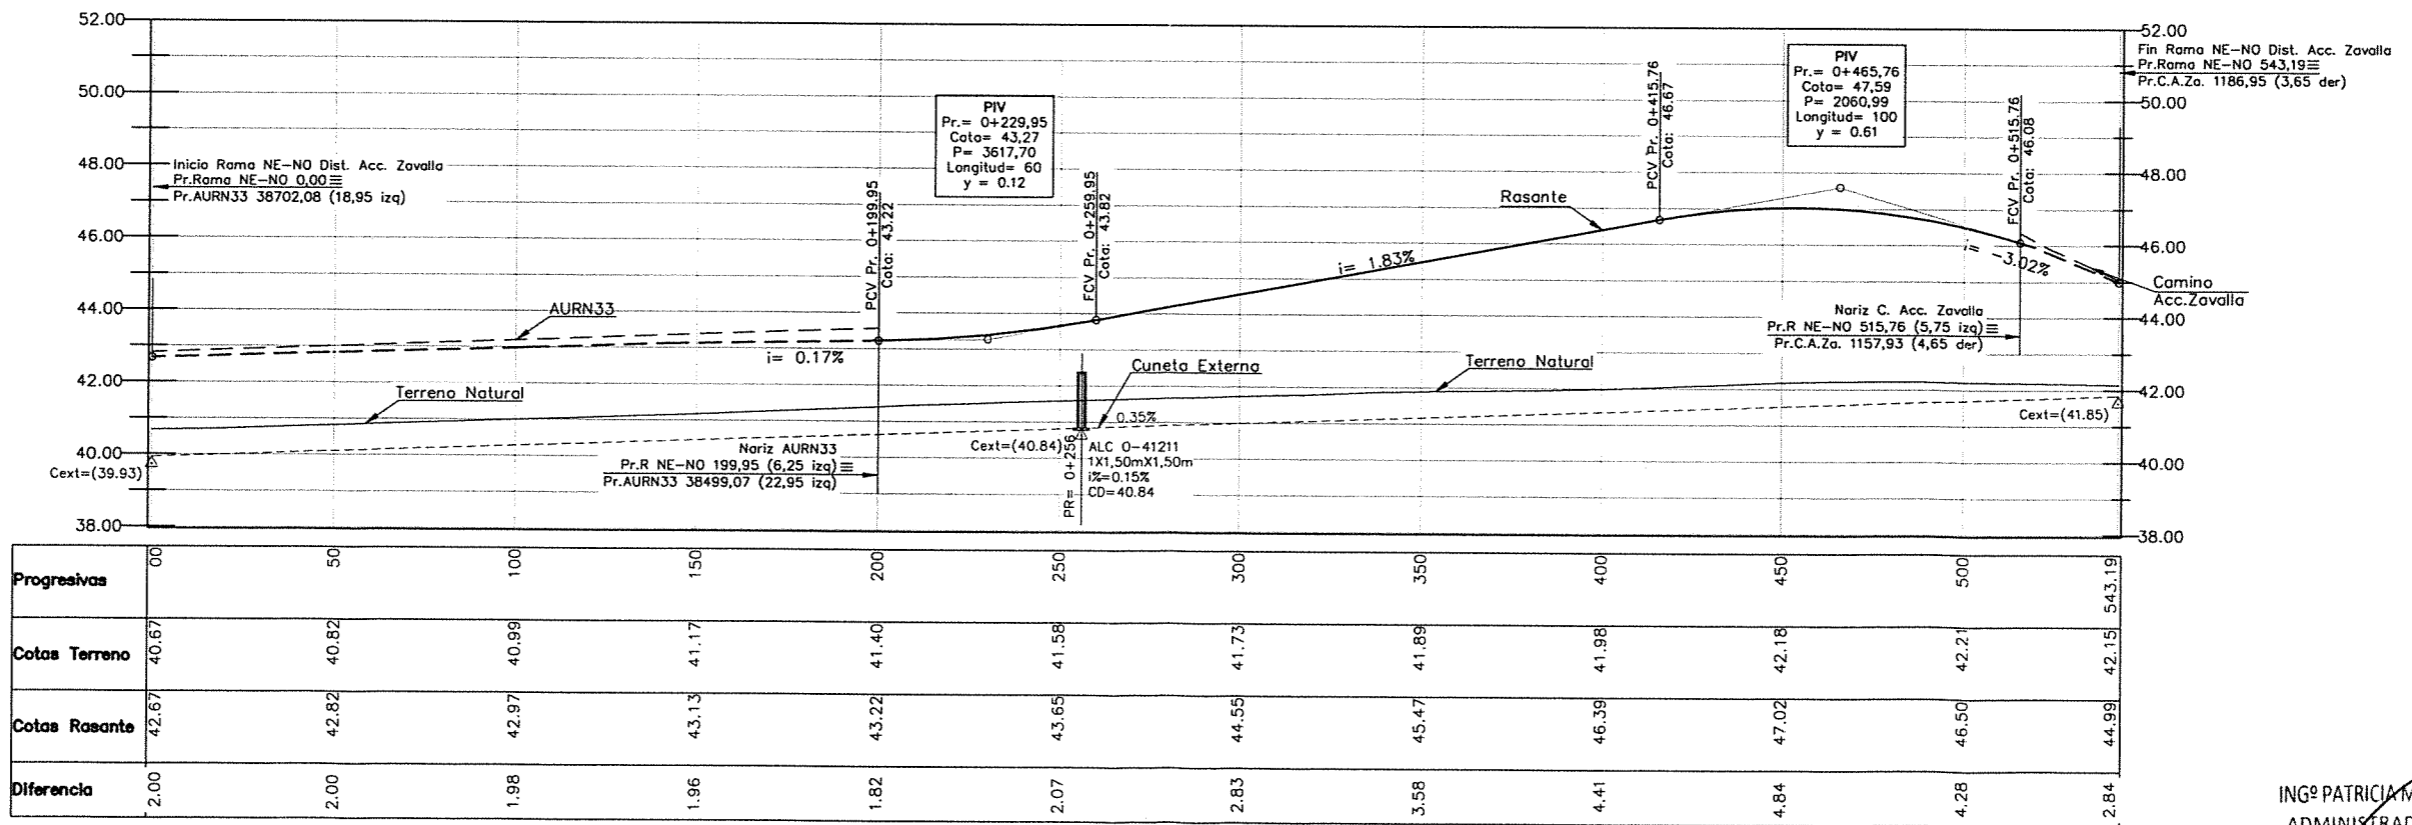 52.00
50.00
48.00
46.00
44.00
42.00
40.00
38.00
Inicio Rama NE-NO Dist. Acc. Zavalla
Pr.Rama NE-NO 0,00≡
Pr.AURN33 38702,08 (18,95 izq)
AURN33
i= 0.17%
Terreno Natural
Cext=(39.93)
Nariz AURN33
Pr.R NE-NO 199,95 (6,25 izq)≡
Pr.AURN33 38499,07 (22,95 izq)
PCV Pr. 0+199.95
Cota: 43.22
PIV
Pr.= 0+229,95
Cota= 43,27
P= 3617,70
Longitud= 60
y = 0.12
FCV Pr. 0+259.95
Cota: 43.82
Cuneta Externa
0.35%
Cext=(40.84)
PR= 0+256
ALC O-41211
1X1,50mX1,50m
i%=0.15%
CD=40.84
i= 1.83%
Rasante
Terreno Natural
PCV Pr. 0+415.76
Cota: 46.67
PIV
Pr.= 0+465,76
Cota= 47,59
P= 2060,99
Longitud= 100
y = 0.61
FCV Pr. 0+515.76
Cota: 46.08
i= -3.02%
Nariz C. Acc. Zavalla
Pr.R NE-NO 515,76 (5,75 izq)≡
Pr.C.A.Za. 1157,93 (4,65 der)
Cext=(41.85)
52.00
Fin Rama NE-NO Dist. Acc. Zavalla
Pr.Rama NE-NO 543,19≡
Pr.C.A.Za. 1186,95 (3,65 der)
50.00
48.00
46.00
Camino
Acc.Zavalla
44.00
42.00
40.00
38.00
Progresivas 00 50 100 150 200 250 300 350 400 450 500 543.19
Cotas Terreno 40.67 40.82 40.99 41.17 41.40 41.58 41.73 41.89 41.98 42.18 42.21 42.15
Cotas Rasante 42.67 42.82 42.97 43.13 43.22 43.65 44.55 45.47 46.39 47.02 46.50 44.99
Diferencia 2.00 2.00 1.98 1.96 1.82 2.07 2.83 3.58 4.41 4.84 4.28 2.84
INGº PATRICIA M
ADMINISTRAD